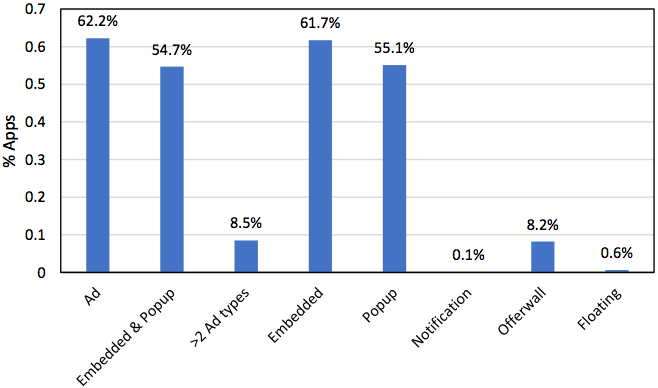 0.7
0.6
0.5
0.4
0.3
0.2
0.1
0
% Apps
62.2%
54.7%
8.5%
61.7%
55.1%
0.1%
8.2%
0.6%
Ad
Embedded & Popup
>2 Ad types
Embedded
Popup
Notification
Offerwall
Floating